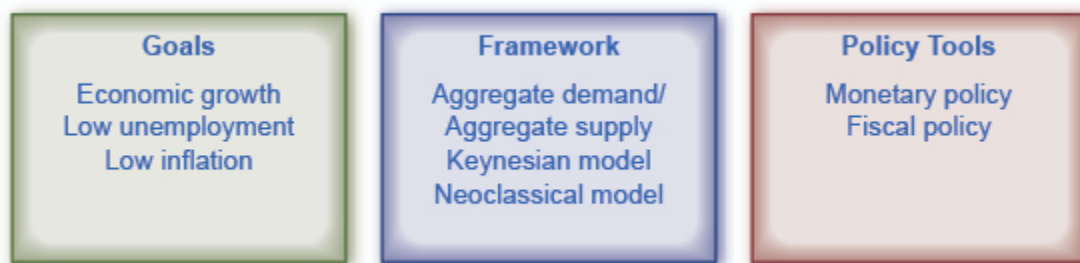 Goals
Economic growth
Low unemployment
Low inflation
Framework
Aggregate demand/
Aggregate supply
Keynesian model
Neoclassical model
Policy Tools
Monetary policy
Fiscal policy